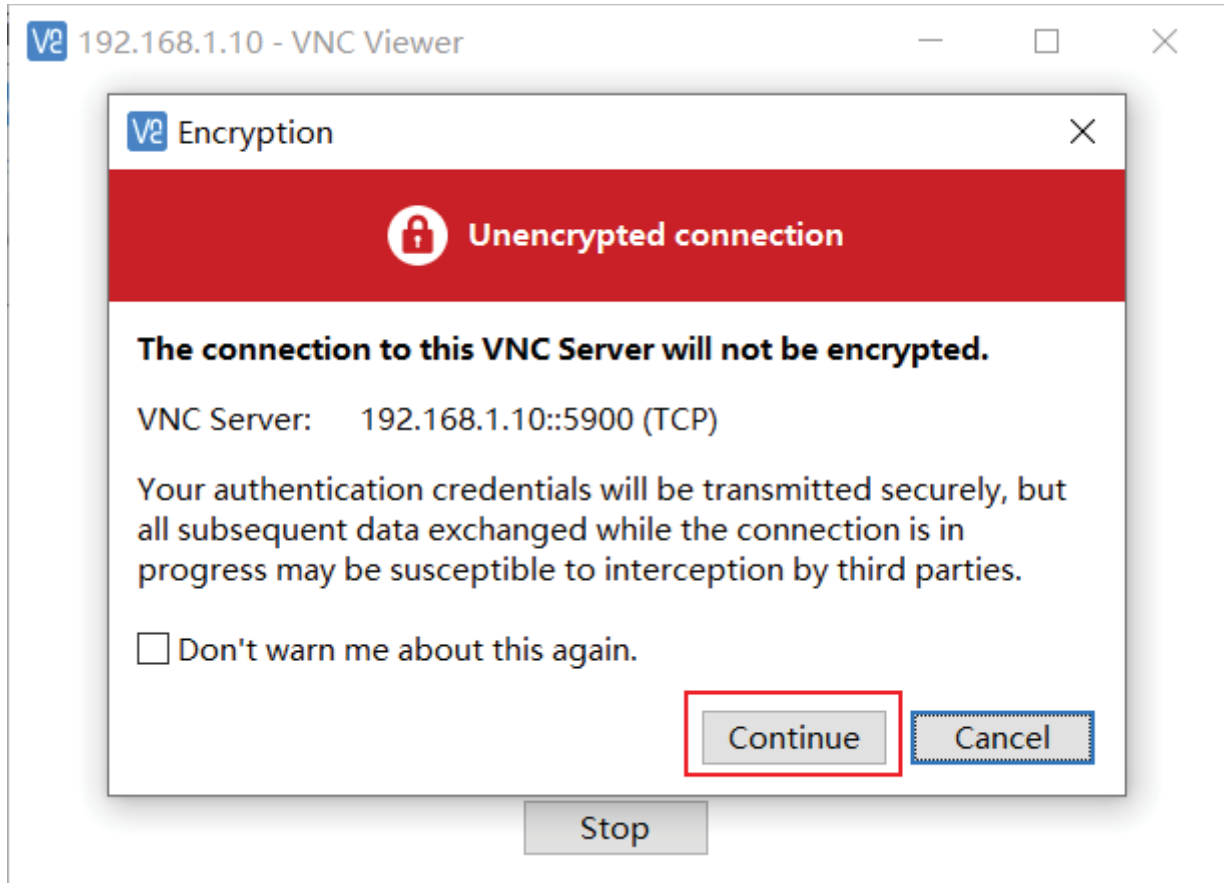 V2 192.168.1.10 - VNC Viewer
V2 Encryption
Unencrypted connection
The connection to this VNC Server will not be encrypted.
VNC Server: 192.168.1.10::5900 (TCP)
Your authentication credentials will be transmitted securely, but
all subsequent data exchanged while the connection is in
progress may be susceptible to interception by third parties.
Don't warn me about this again.
Continue Cancel
Stop